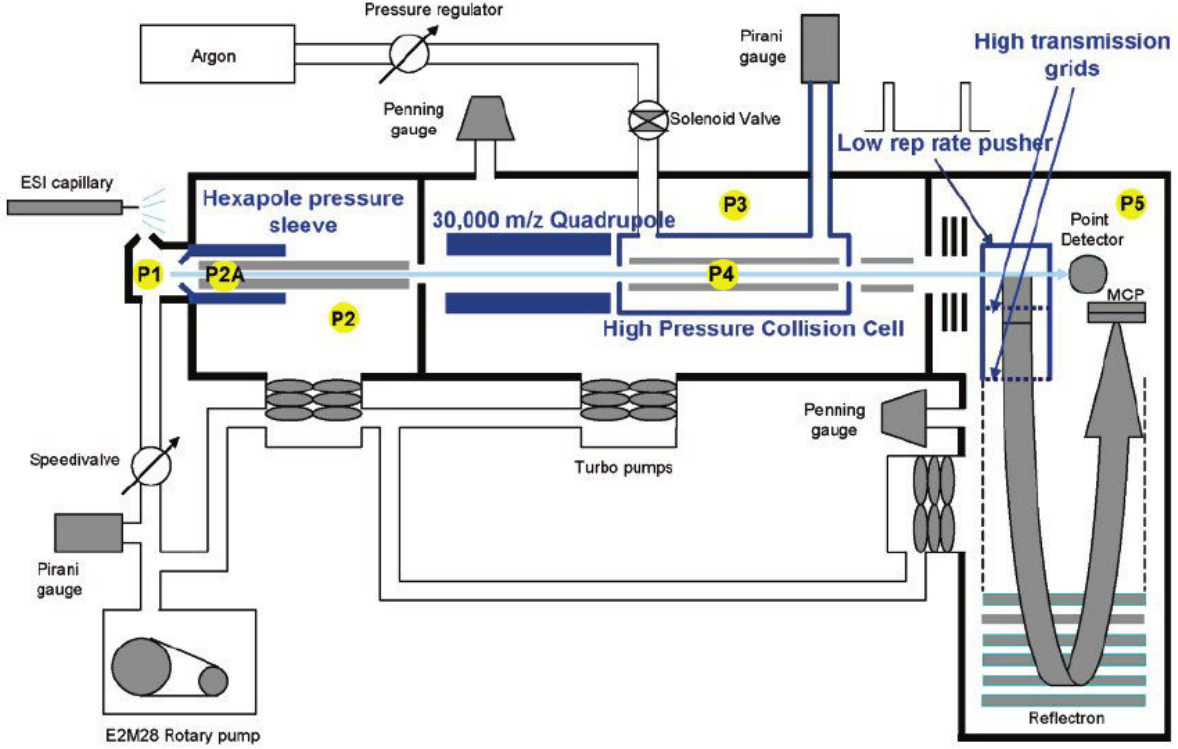 Pressure regulator
Argon
Pirani
gauge
High transmission
grids
Penning
gauge
Solenoid Valve
Low rep rate pusher
ESI capillary
Hexapole pressure
sleeve
30,000 m/z Quadrupole
P3
P5
Point
Detector
P1
P2A
P4
MCP
P2
High Pressure Collision Cell
Penning
gauge
Speedivalve
Turbo pumps
Pirani
gauge
E2M28 Rotary pump
Reflectron